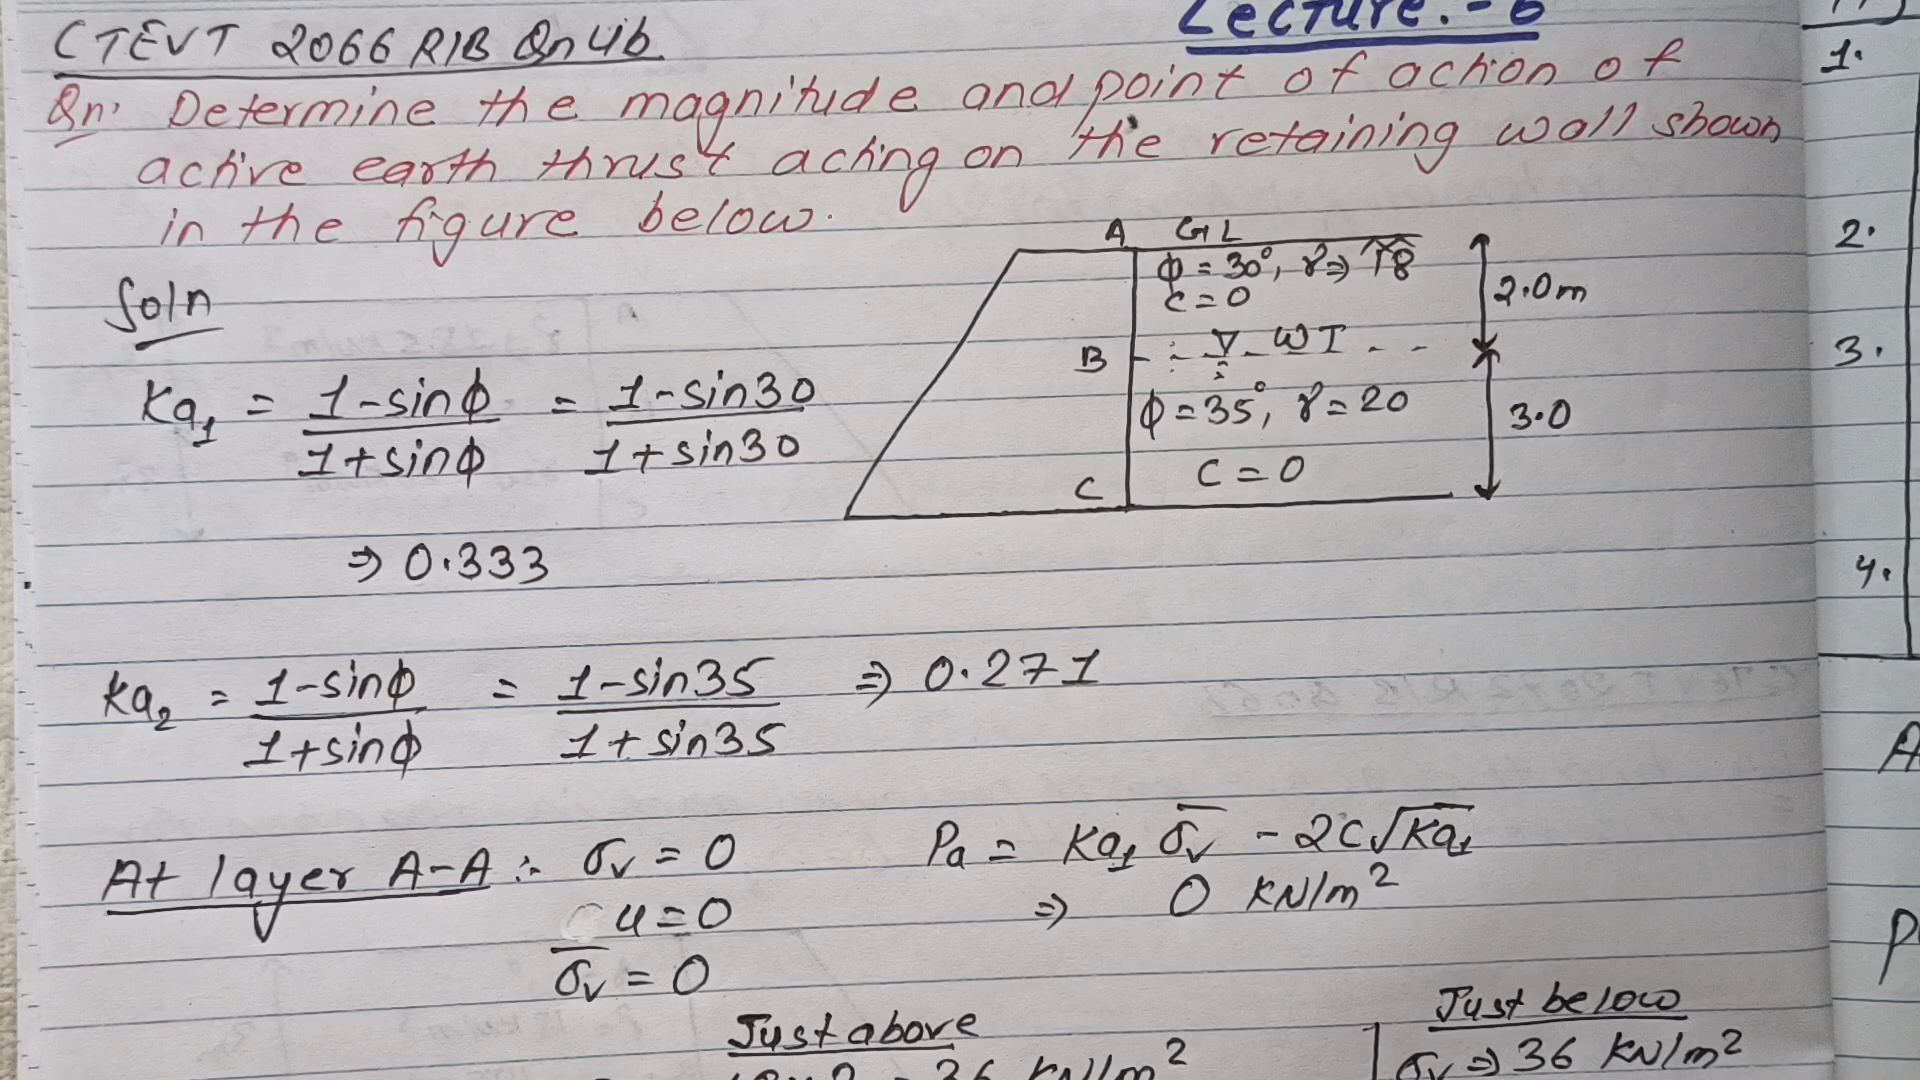 Lecture.-6
CTEVT 2066 R/B Qn4b
Qn: Determine the magnitude and point of action of
active earth thrust acting on the retaining wall shown
in the figure below.
A GL
φ = 30°, γ ⇒ 18
C = 0
2.0m
B ∇ WT
φ = 35°, γ = 20
3.0
C = 0
C
Soln
Ka₁ = 1-sinφ / 1+sinφ = 1-sin30 / 1+sin30
⇒ 0.333
Ka₂ = 1-sinφ / 1+sinφ = 1-sin35 / 1+sin35 ⇒ 0.271
At layer A-A :- σv = 0 Pa = Ka₁ σ̄v - 2C√Ka₁
u = 0 ⇒ 0 KN/m²
σ̄v = 0
Just above
36 KN/m²
Just below
σv ⇒ 36 KN/m²
1.
2.
3.
4.
A
P